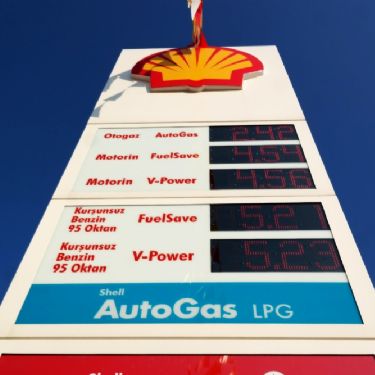 Otogaz AutoGas 2.42
Motorin FuelSave 4.54
Motorin V-Power 4.56
Kurşunsuz
Benzin
95 Oktan
FuelSave 5.21
Kurşunsuz
Benzin
95 Oktan
V-Power 5.23
Shell
AutoGas LPG